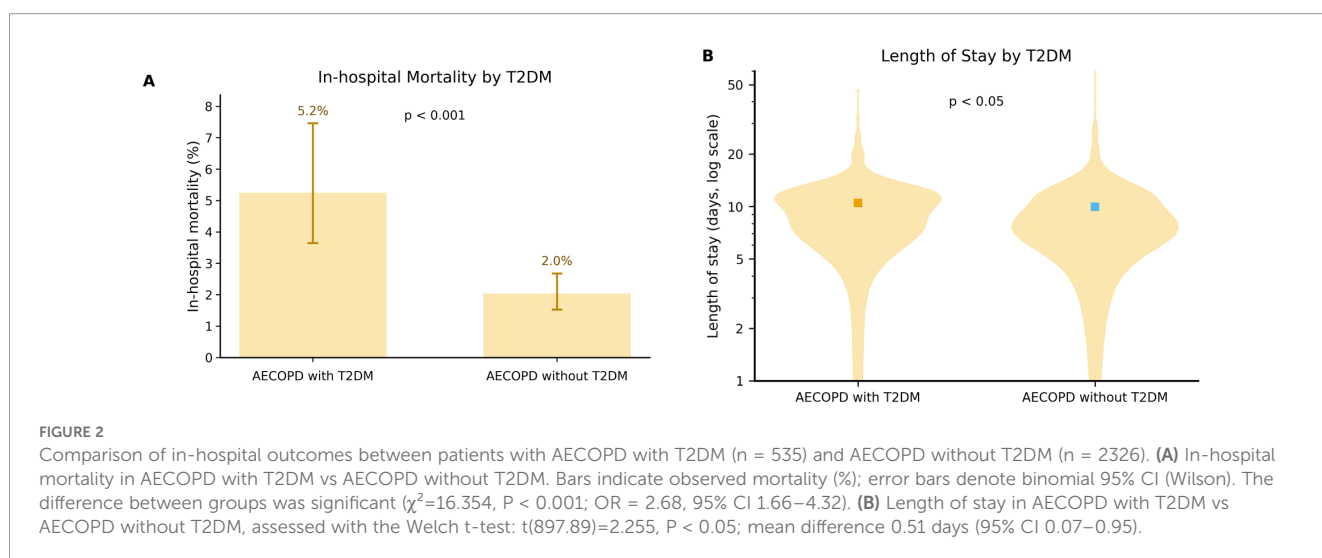 A
In-hospital Mortality by T2DM
p < 0.001
5.2%
2.0%
In-hospital mortality (%)
8
7
6
5
4
3
2
1
0
AECOPD with T2DM
AECOPD without T2DM
B
Length of Stay by T2DM
p < 0.05
Length of stay (days, log scale)
50
20
10
5
2
1
AECOPD with T2DM
AECOPD without T2DM
FIGURE 2
Comparison of in-hospital outcomes between patients with AECOPD with T2DM (n = 535) and AECOPD without T2DM (n = 2326). (A) In-hospital
mortality in AECOPD with T2DM vs AECOPD without T2DM. Bars indicate observed mortality (%); error bars denote binomial 95% CI (Wilson). The
difference between groups was significant (χ²=16.354, P < 0.001; OR = 2.68, 95% CI 1.66–4.32). (B) Length of stay in AECOPD with T2DM vs
AECOPD without T2DM, assessed with the Welch t-test: t(897.89)=2.255, P < 0.05; mean difference 0.51 days (95% CI 0.07–0.95).